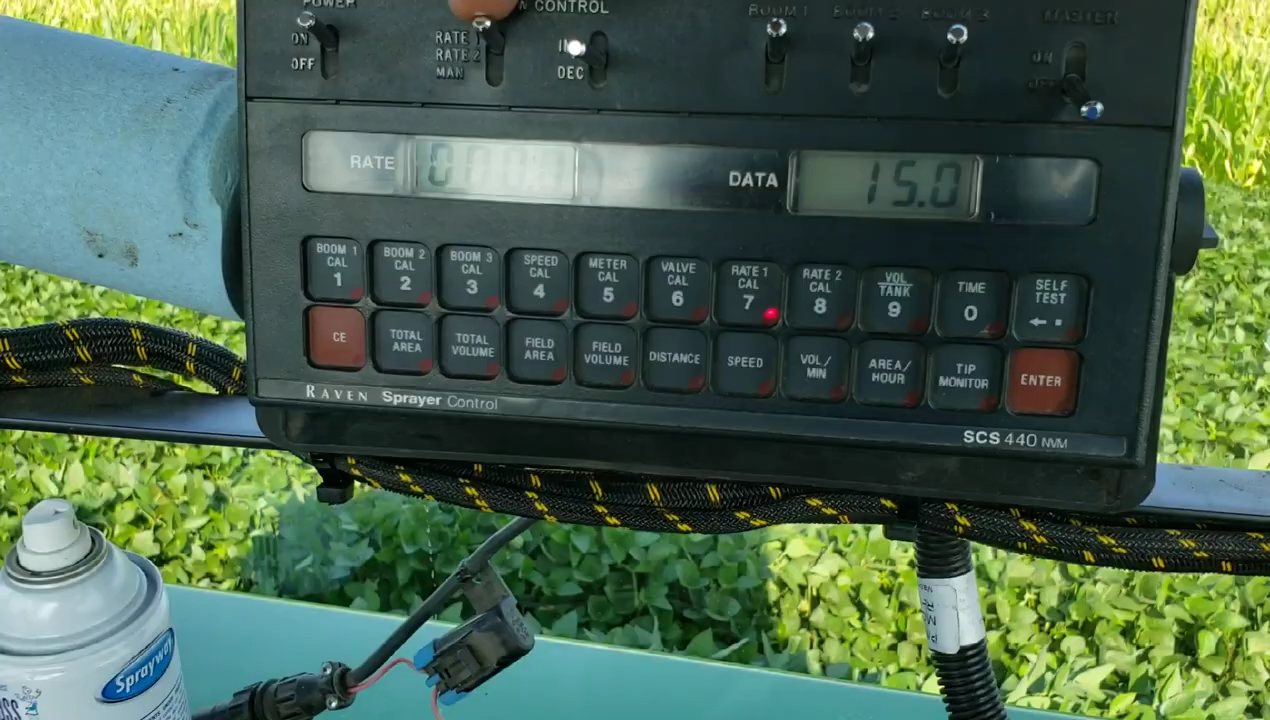 POWER
ON
OFF
RATE 1
RATE 2
MAN
CONTROL
DEC
BOOM 1
BOOM 2
BOOM 3
MASTER
ON
OFF
RATE
DATA
15.0
BOOM 1
CAL
1
BOOM 2
CAL
2
BOOM 3
CAL
3
SPEED
CAL
4
METER
CAL
5
VALVE
CAL
6
RATE 1
CAL
7
RATE 2
CAL
8
VOL
TANK
9
TIME
0
SELF
TEST
CE
TOTAL
AREA
TOTAL
VOLUME
FIELD
AREA
FIELD
VOLUME
DISTANCE
SPEED
VOL/
MIN
AREA/
HOUR
TIP
MONITOR
ENTER
RAVEN Sprayer Control
SCS 440 NVM
Sprayway